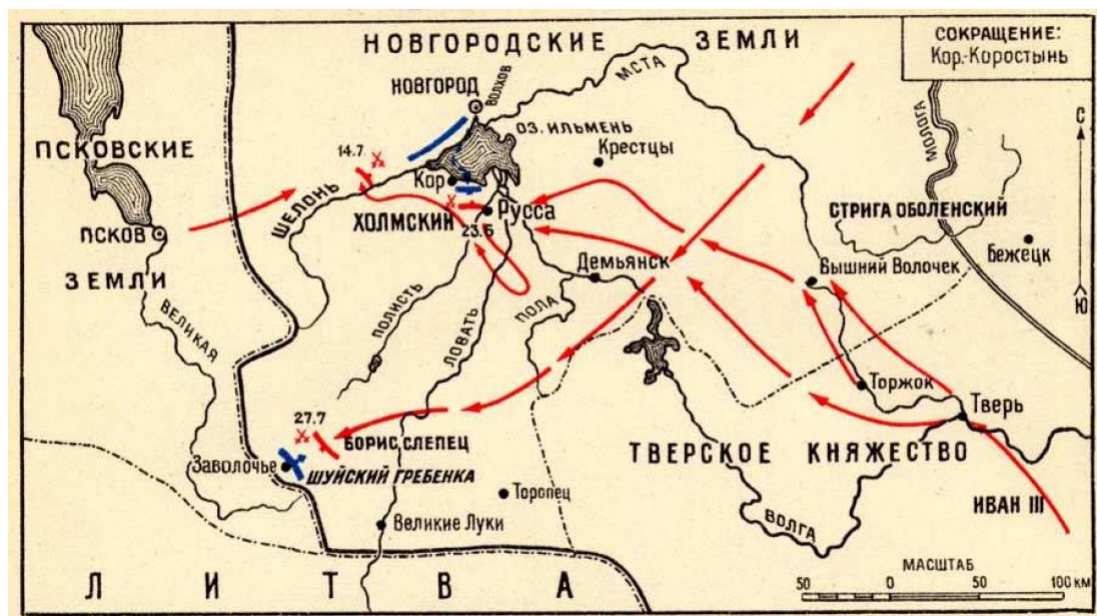 НОВГОРОДСКИЕ ЗЕМЛИ
СОКРАЩЕНИЕ:
Кор.-Коростынь
МСТА
НОВГОРОД
ВОЛХОВ
С.
МОЛОГА
ОЗ. ИЛЬМЕНЬ
ПСКОВСКИЕ
14.7
Крестцы
Кор
ШЕЛОНЬ
ХОЛМСКИЙ
Русса
СТРИГА ОБОЛЕНСКИЙ
ПСКОВ
23.6
Бежецк
ЗЕМЛИ
Демьянск
Вышний Волочек
Ю
ВЕЛИКАЯ
ПОЛИСТЬ
ЛОВАТЬ
ПОЛА
Торжок
Тверь
27.7
БОРИС СЛЕПЕЦ
ТВЕРСКОЕ КНЯЖЕСТВО
Заволочье
ШУЙСКИЙ ГРЕБЕНКА
Торопец
ИВАН III
Великие Луки
ВОЛГА
МАСШТАБ
ЛИТВА
50 0 50 100 КМ